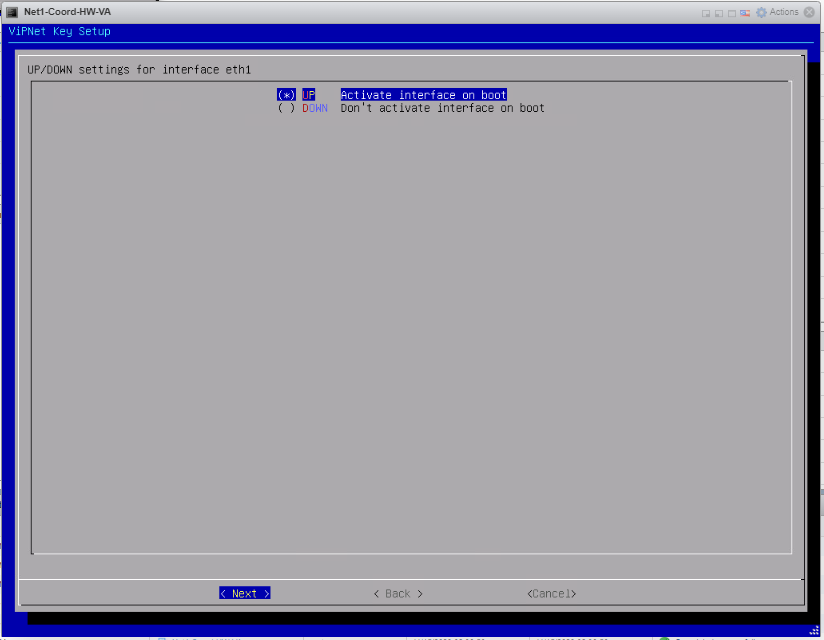 Net1-Coord-HW-VA
Actions
ViPNet Key Setup
UP/DOWN settings for interface eth1
(*) UP Activate interface on boot
( ) DOWN Don't activate interface on boot
< Next > < Back > <Cancel>